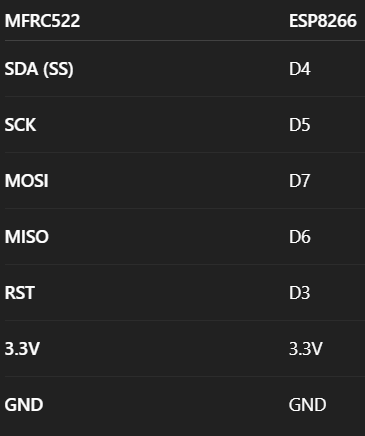 MFRC522 ESP8266
SDA (SS) D4
SCK D5
MOSI D7
MISO D6
RST D3
3.3V 3.3V
GND GND